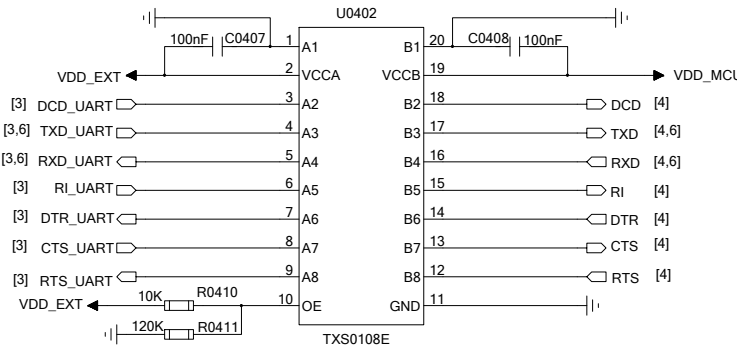 U0402
100nF C0407 1 A1 B1 20 C0408 100nF
VDD_EXT 2 VCCA VCCB 19 VDD_MCU
[3] DCD_UART 3 A2 B2 18 DCD [4]
[3,6] TXD_UART 4 A3 B3 17 TXD [4,6]
[3,6] RXD_UART 5 A4 B4 16 RXD [4,6]
[3] RI_UART 6 A5 B5 15 RI [4]
[3] DTR_UART 7 A6 B6 14 DTR [4]
[3] CTS_UART 8 A7 B7 13 CTS [4]
[3] RTS_UART 9 A8 B8 12 RTS [4]
VDD_EXT 10K R0410 10 OE GND 11
120K R0411
TXS0108E